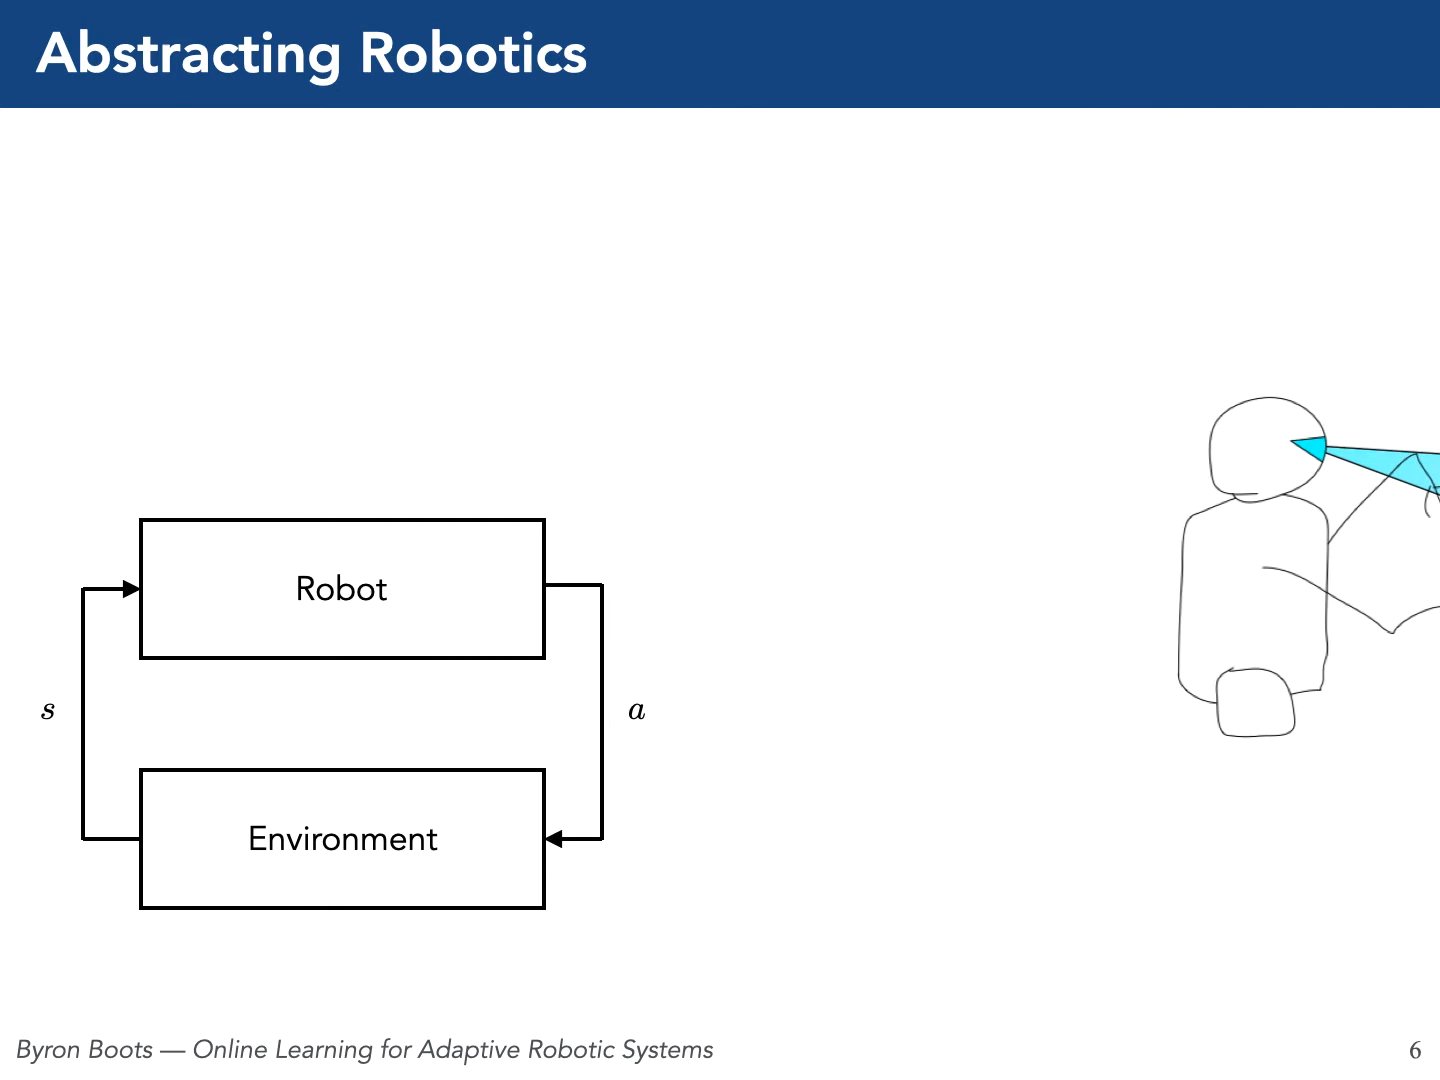 Abstracting Robotics
Robot
s
a
Environment
Byron Boots — Online Learning for Adaptive Robotic Systems
6